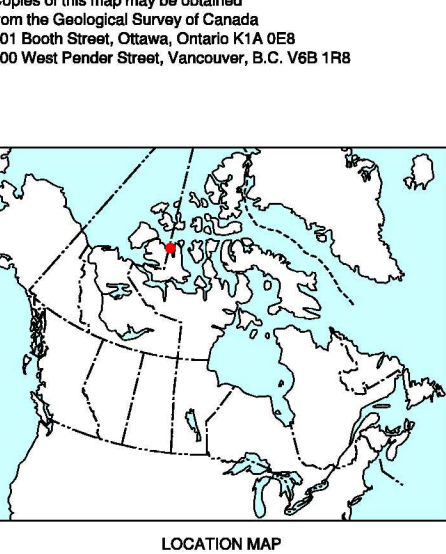 opies of this map may be obtained
rom the Geological Survey of Canada
01 Booth Street, Ottawa, Ontario K1A 0E8
00 West Pender Street, Vancouver, B.C. V6B 1R8
LOCATION MAP